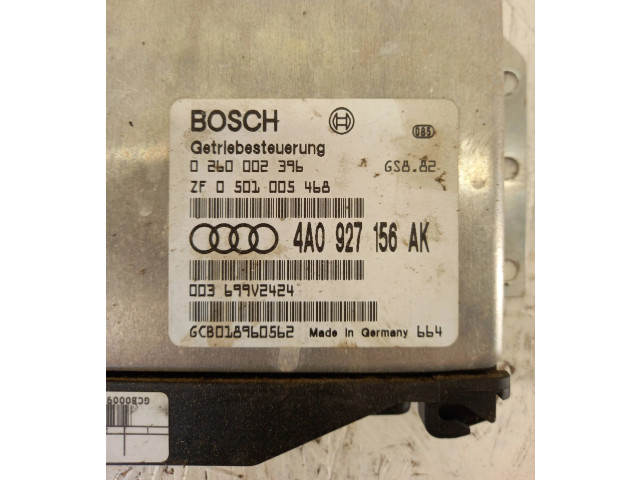 BOSCH
085
Getriebesteuerung
0 260 002 396 GS8.82
ZF 0 501 005 468
4A0 927 156 AK
003 699V2424
GCB018960562 Made in Germany 664